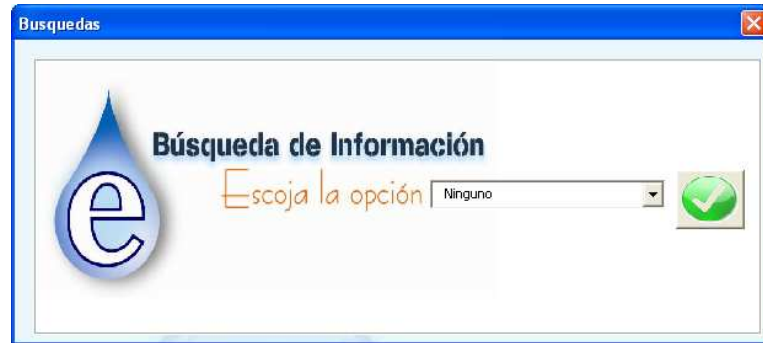 Busquedas
Búsqueda de Información
Escoja la opción Ninguno
e